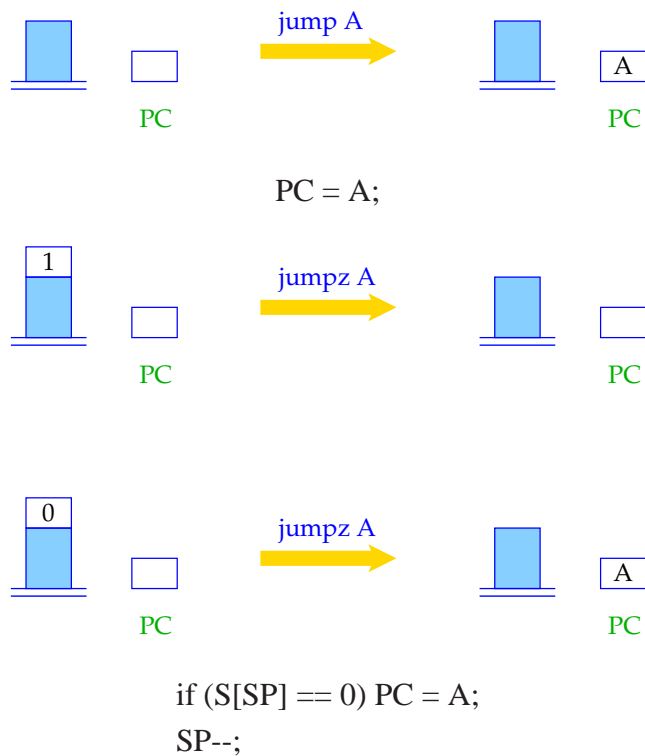 jump A
A
PC PC
PC = A;
1
jumpz A
PC PC
0
jumpz A
A
PC PC
if (S[SP] == 0) PC = A;
SP--;